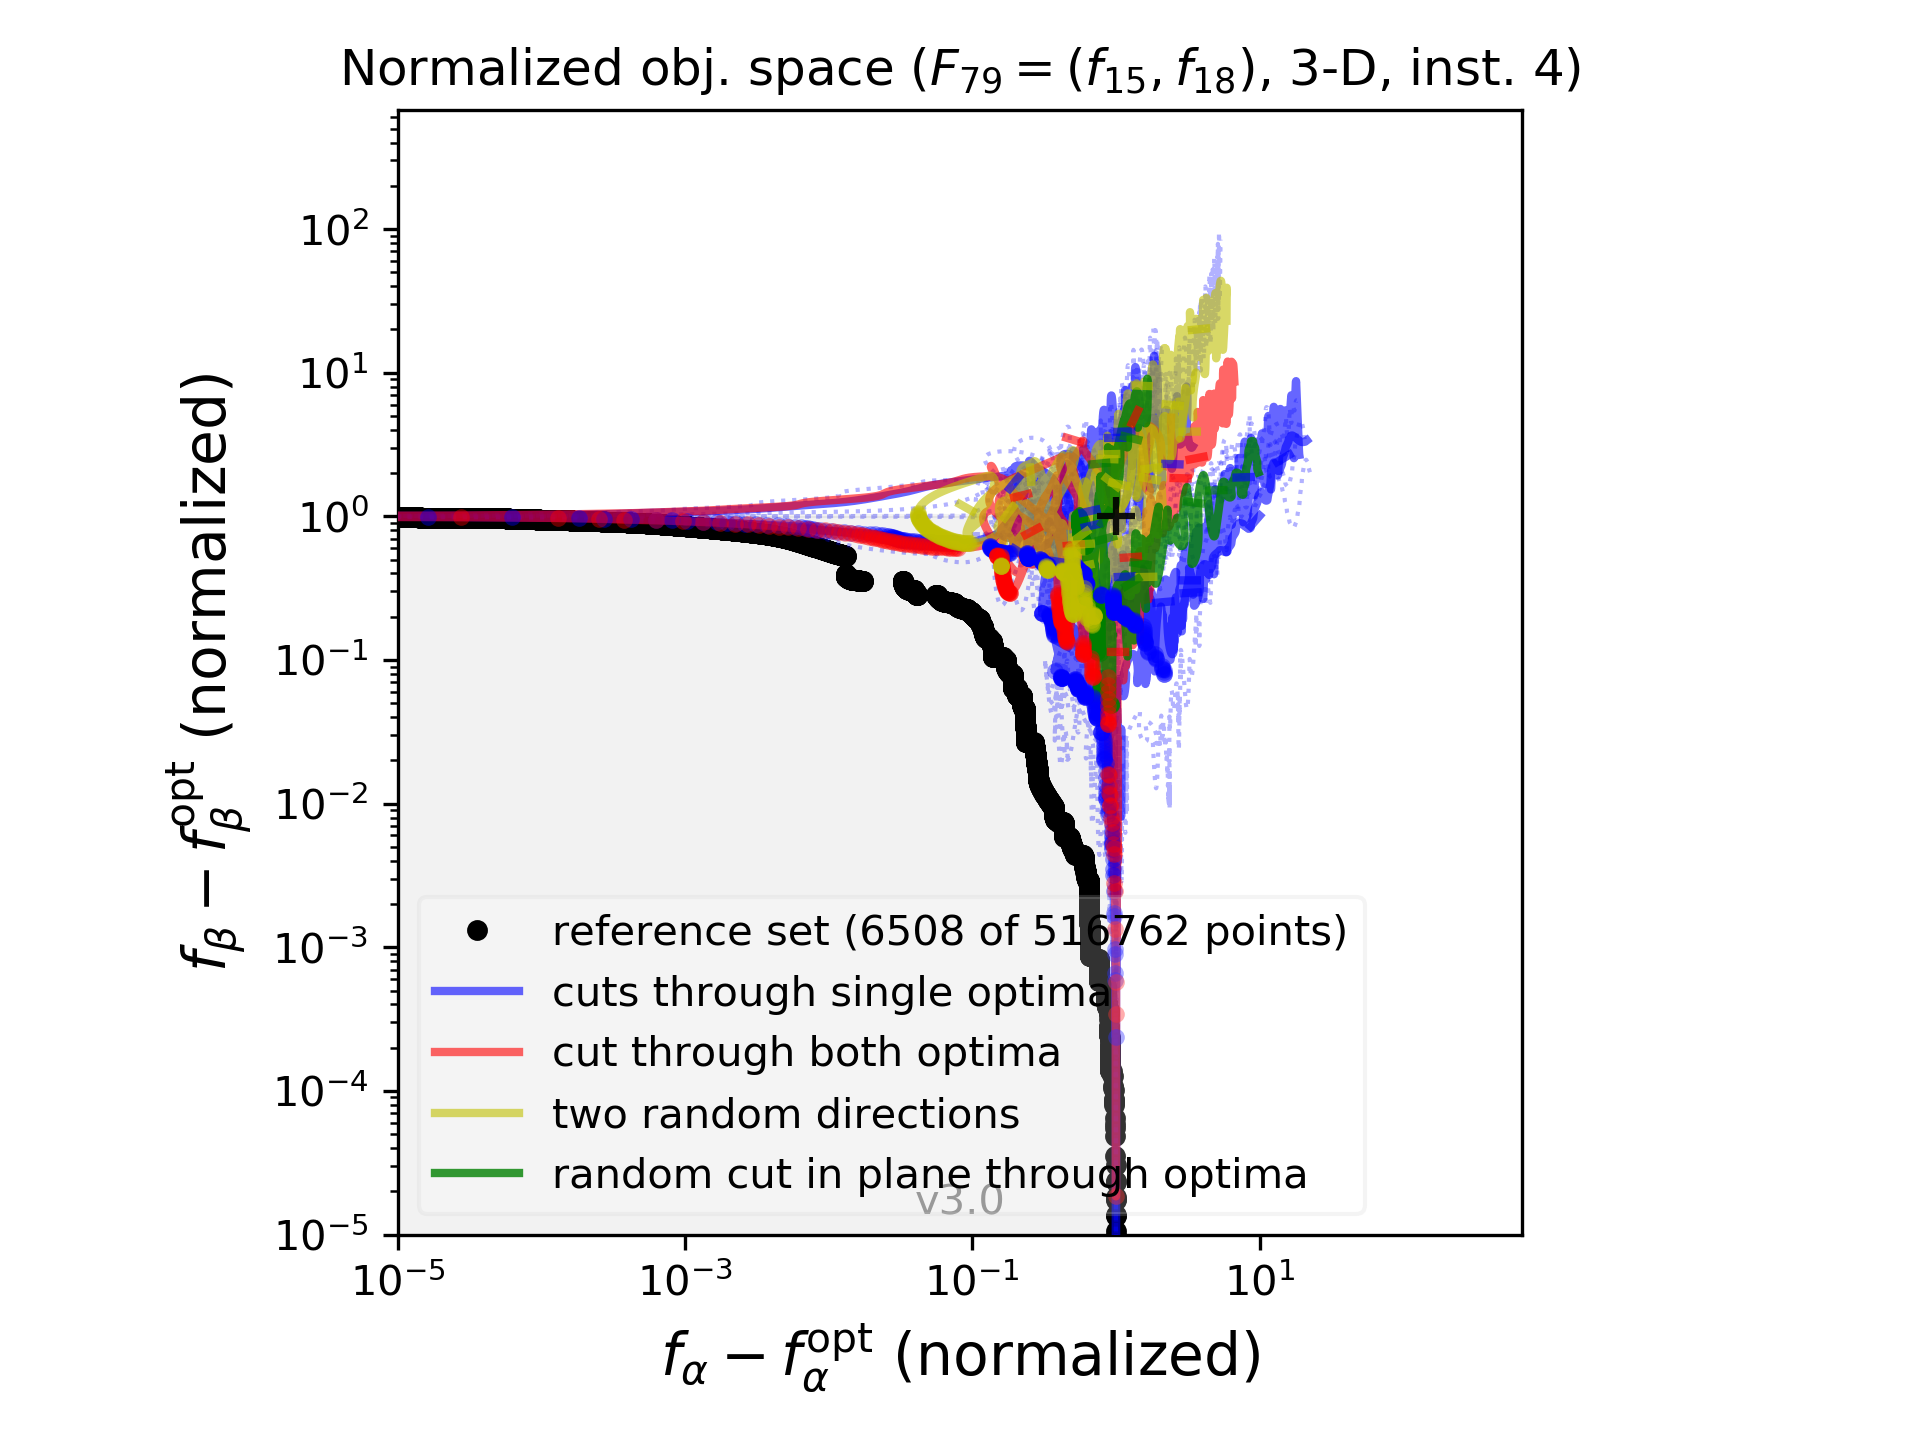 Normalized obj. space (F₇₉ = (f₁₅, f₁₈), 3-D, inst. 4)
10²
10¹
10⁰
10⁻¹
10⁻²
10⁻³
10⁻⁴
10⁻⁵
f_β − f_β^opt (normalized)
reference set (6508 of 516762 points)
cuts through single optima
cut through both optima
two random directions
random cut in plane through optima
v3.0
10⁻⁵ 10⁻³ 10⁻¹ 10¹
f_α − f_α^opt (normalized)